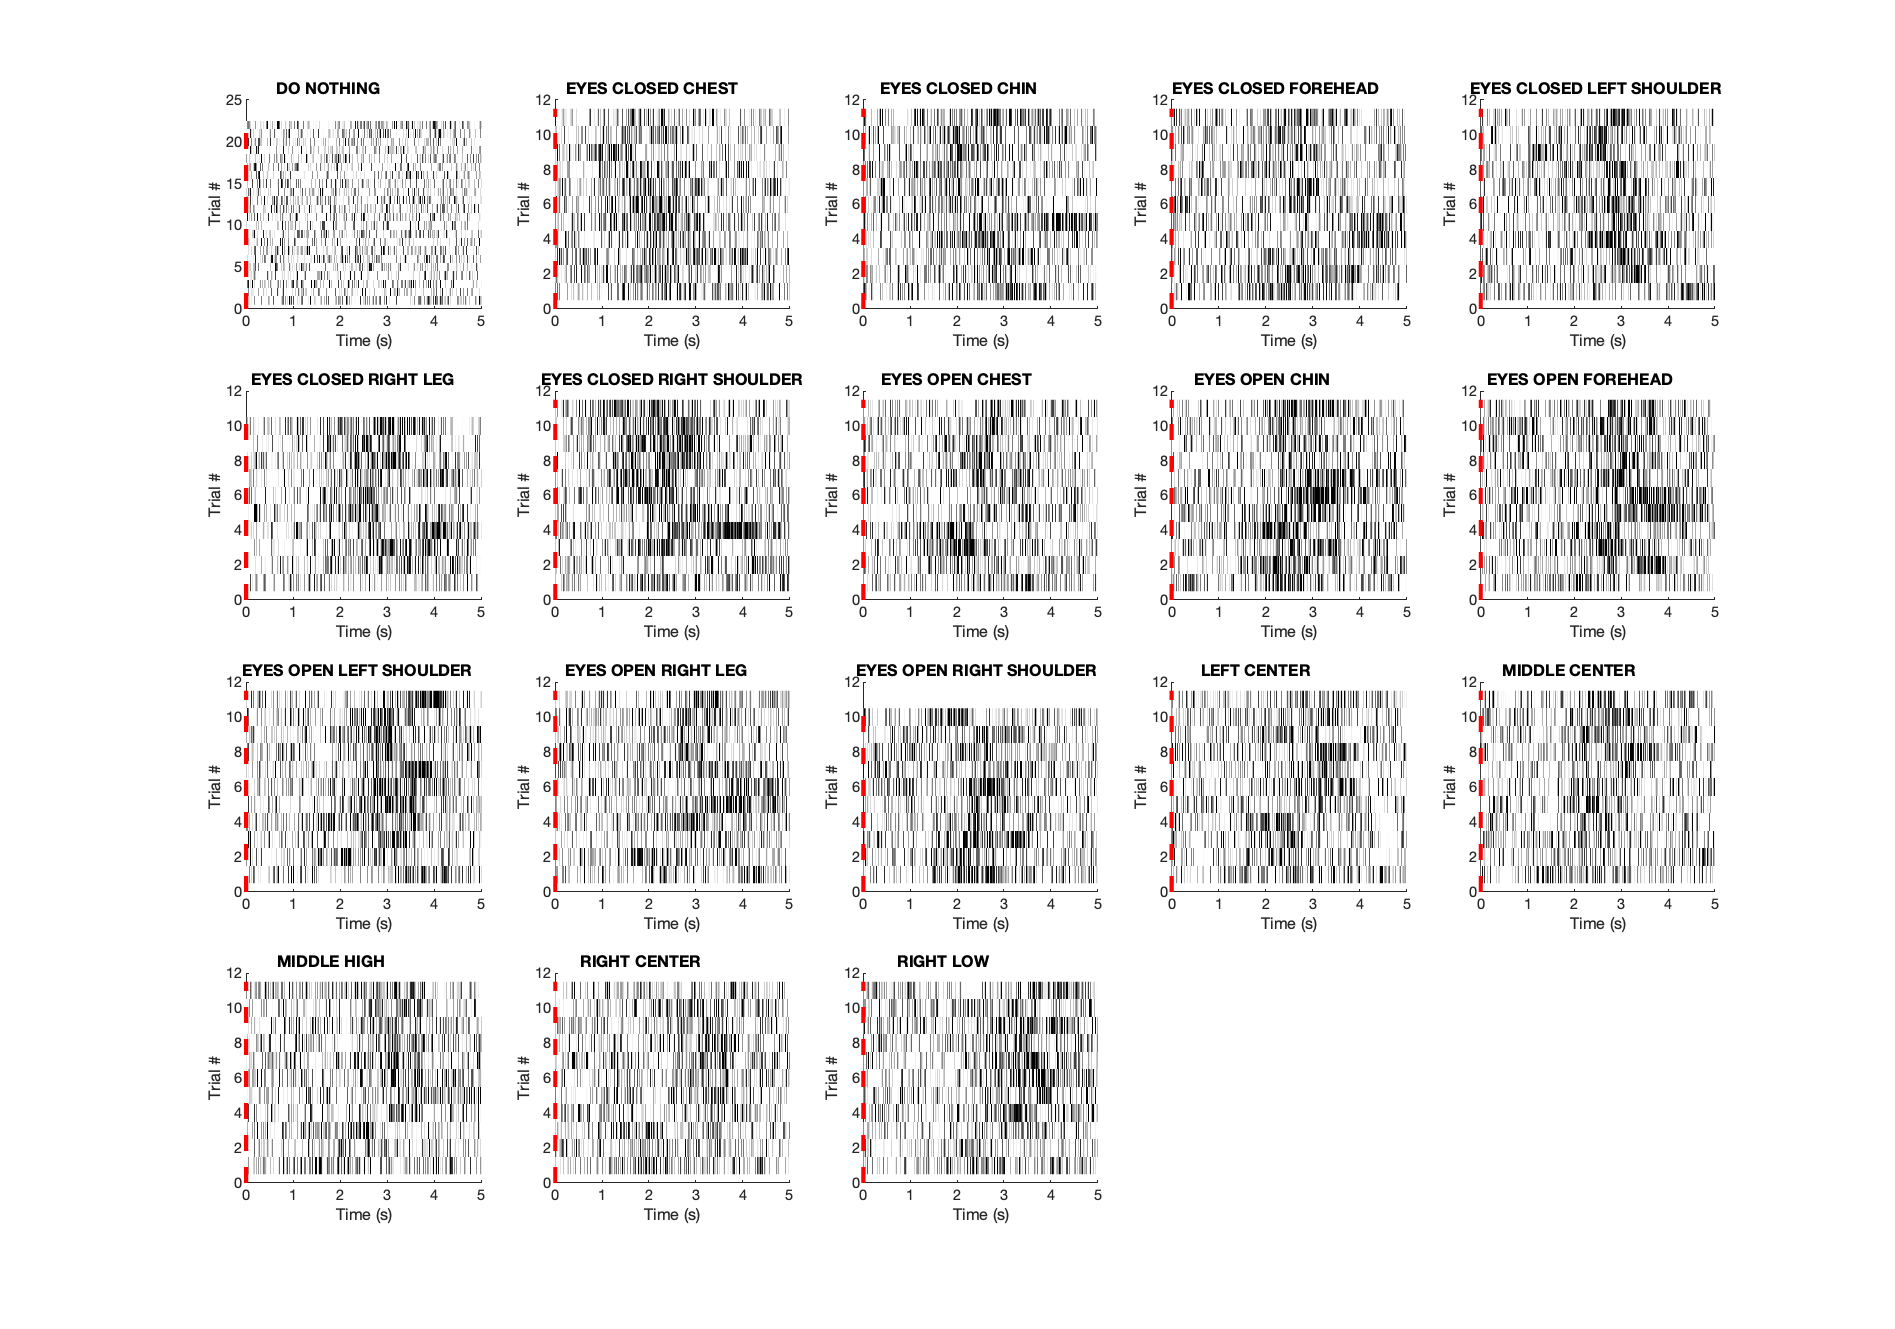 DO NOTHING
25
20
15
10
5
0
Trial #
0 1 2 3 4 5
Time (s)
EYES CLOSED CHEST
12
10
8
6
4
2
0
Trial #
0 1 2 3 4 5
Time (s)
EYES CLOSED CHIN
12
10
8
6
4
2
0
Trial #
0 1 2 3 4 5
Time (s)
EYES CLOSED FOREHEAD
12
10
8
6
4
2
0
Trial #
0 1 2 3 4 5
Time (s)
EYES CLOSED LEFT SHOULDER
12
10
8
6
4
2
0
Trial #
0 1 2 3 4 5
Time (s)
EYES CLOSED RIGHT LEG
12
10
8
6
4
2
0
Trial #
0 1 2 3 4 5
Time (s)
EYES CLOSED RIGHT SHOULDER
12
10
8
6
4
2
0
Trial #
0 1 2 3 4 5
Time (s)
EYES OPEN CHEST
12
10
8
6
4
2
0
Trial #
0 1 2 3 4 5
Time (s)
EYES OPEN CHIN
12
10
8
6
4
2
0
Trial #
0 1 2 3 4 5
Time (s)
EYES OPEN FOREHEAD
12
10
8
6
4
2
0
Trial #
0 1 2 3 4 5
Time (s)
EYES OPEN LEFT SHOULDER
12
10
8
6
4
2
0
Trial #
0 1 2 3 4 5
Time (s)
EYES OPEN RIGHT LEG
12
10
8
6
4
2
0
Trial #
0 1 2 3 4 5
Time (s)
EYES OPEN RIGHT SHOULDER
12
10
8
6
4
2
0
Trial #
0 1 2 3 4 5
Time (s)
LEFT CENTER
12
10
8
6
4
2
0
Trial #
0 1 2 3 4 5
Time (s)
MIDDLE CENTER
12
10
8
6
4
2
0
Trial #
0 1 2 3 4 5
Time (s)
MIDDLE HIGH
12
10
8
6
4
2
0
Trial #
0 1 2 3 4 5
Time (s)
RIGHT CENTER
12
10
8
6
4
2
0
Trial #
0 1 2 3 4 5
Time (s)
RIGHT LOW
12
10
8
6
4
2
0
Trial #
0 1 2 3 4 5
Time (s)